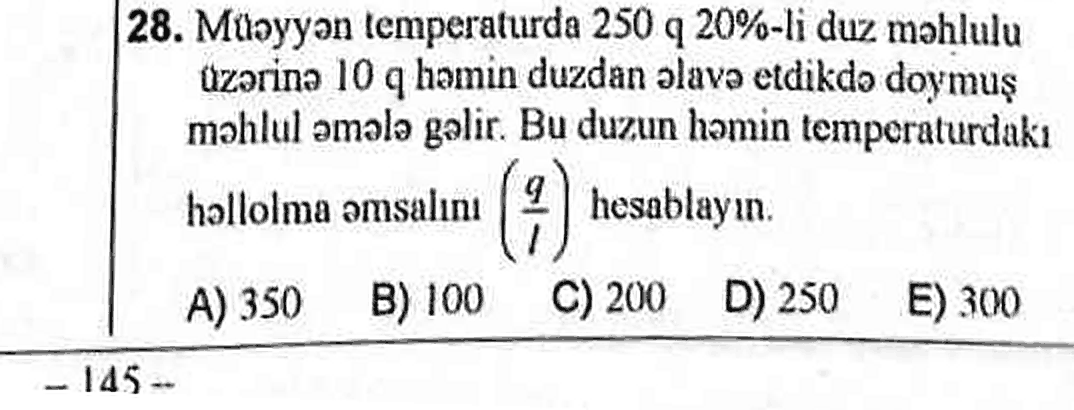 28. Müəyyən temperaturda 250 q 20%-li duz məhlulu
üzərinə 10 q həmin duzdan əlavə etdikdə doymuş
məhlul əmələ gəlir. Bu duzun həmin temperaturdakı
həllolma əmsalını (q/l) hesablayın.
A) 350 B) 100 C) 200 D) 250 E) 300
– 145 –